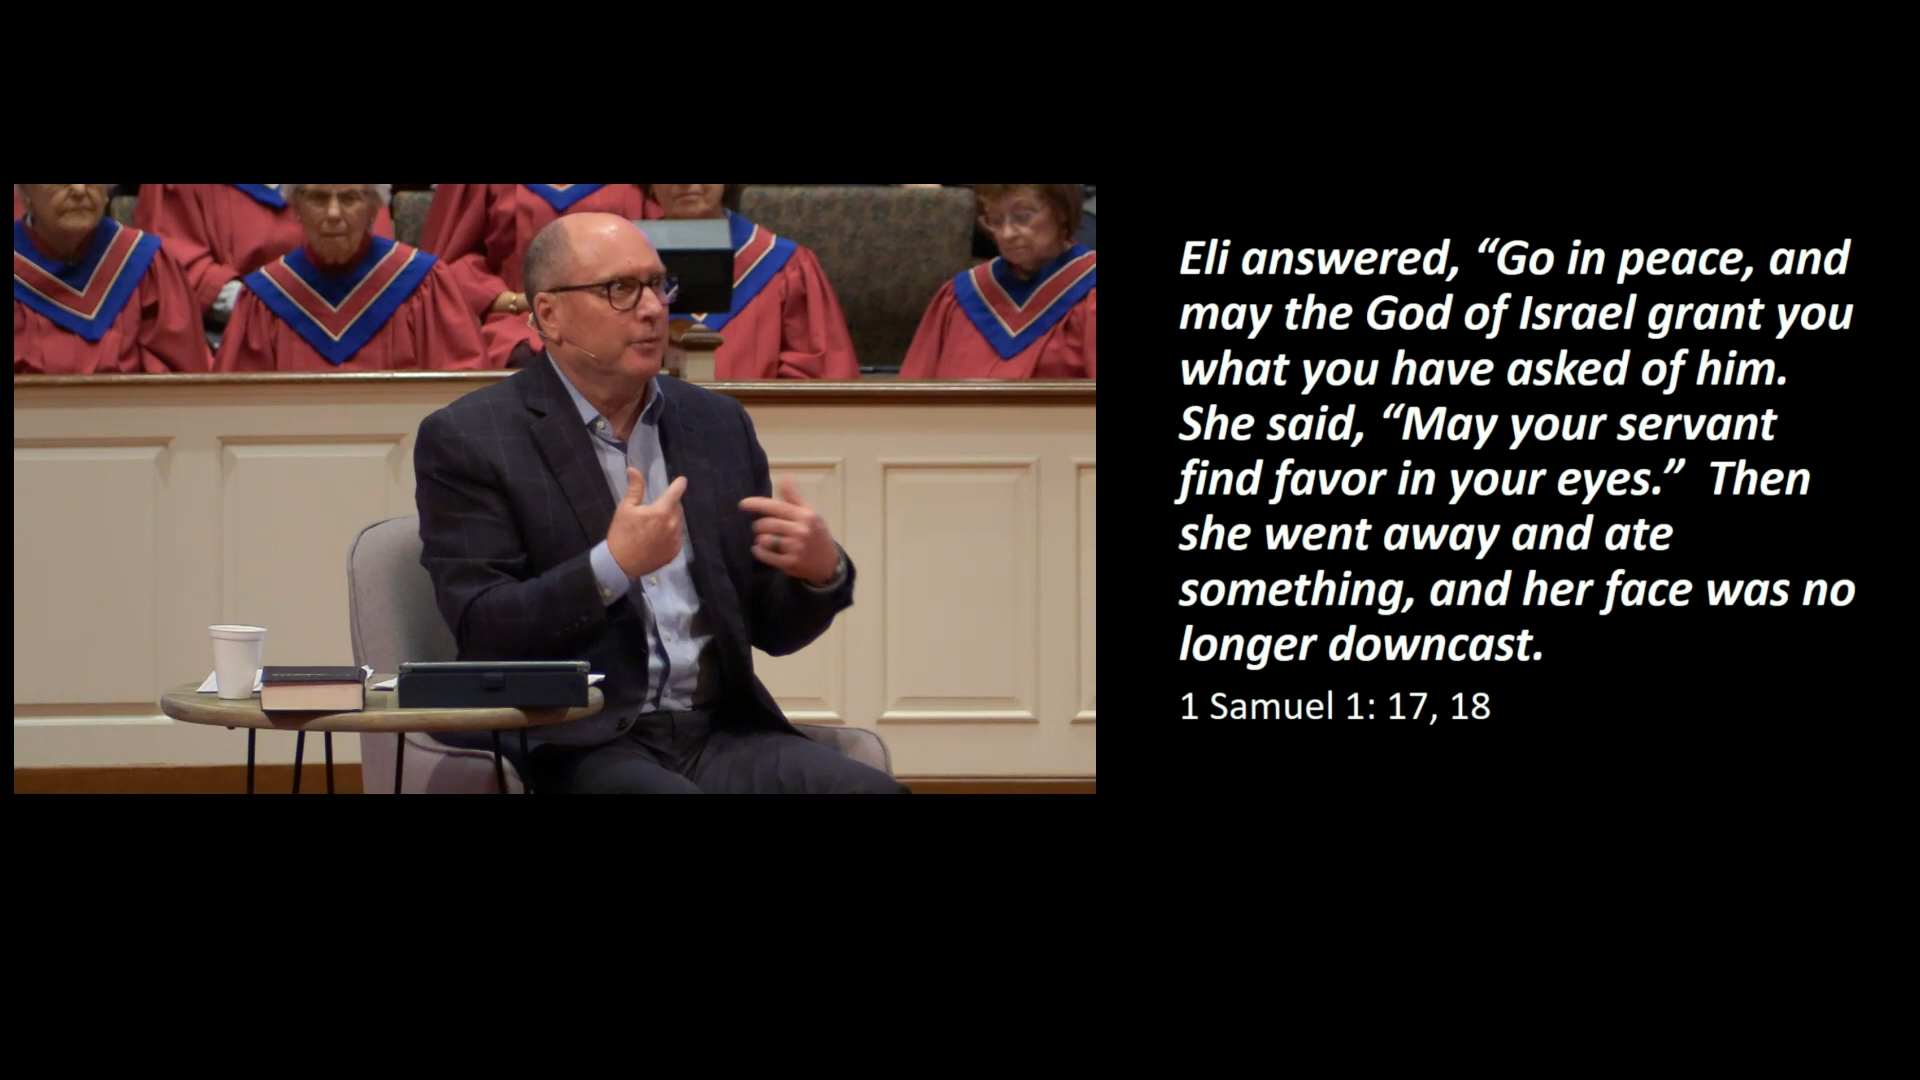 Eli answered, “Go in peace, and
may the God of Israel grant you
what you have asked of him.
She said, “May your servant
find favor in your eyes.”  Then
she went away and ate
something, and her face was no
longer downcast.
1 Samuel 1: 17, 18